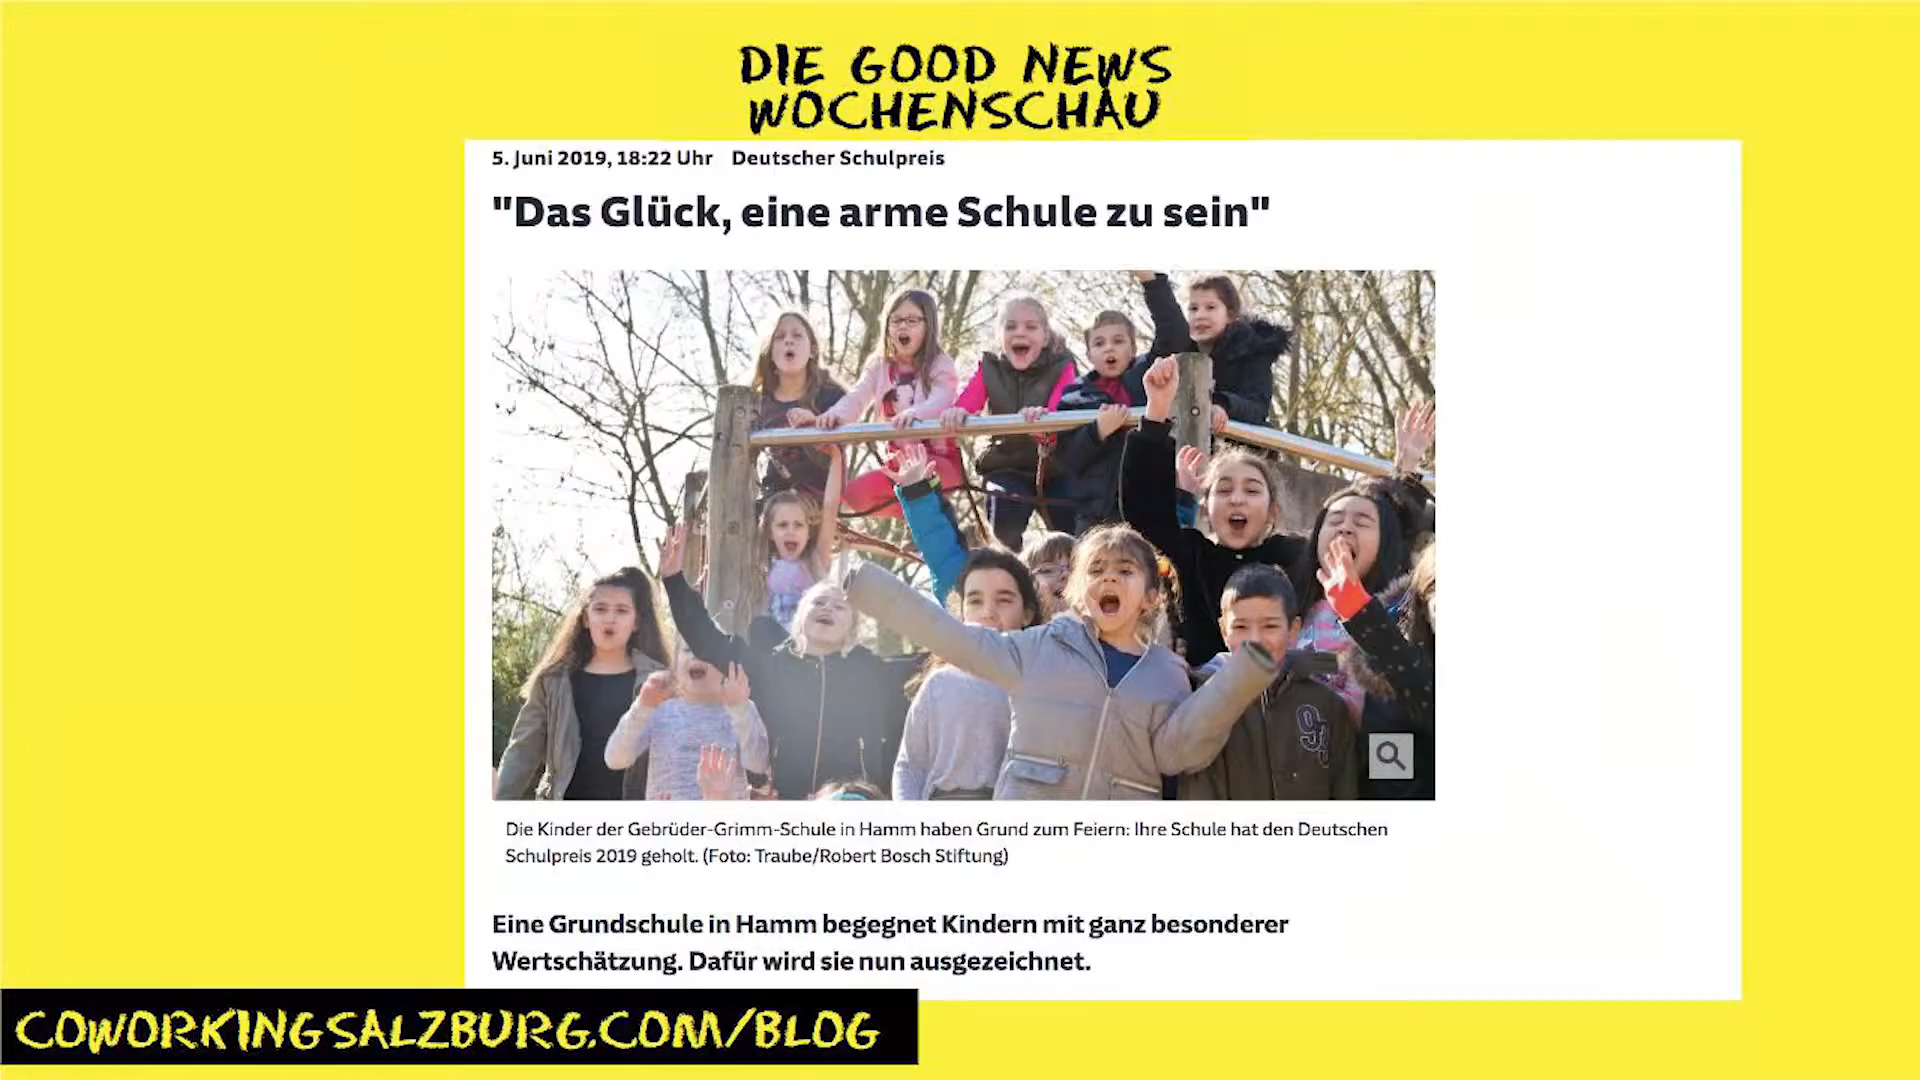 DIE GOOD NEWS
WOCHENSCHAU
5. Juni 2019, 18:22 Uhr Deutscher Schulpreis
"Das Glück, eine arme Schule zu sein"
Die Kinder der Gebrüder-Grimm-Schule in Hamm haben Grund zum Feiern: Ihre Schule hat den Deutschen
Schulpreis 2019 geholt. (Foto: Traube/Robert Bosch Stiftung)
Eine Grundschule in Hamm begegnet Kindern mit ganz besonderer
Wertschätzung. Dafür wird sie nun ausgezeichnet.
COWORKINGSALZBURG.COM/BLOG